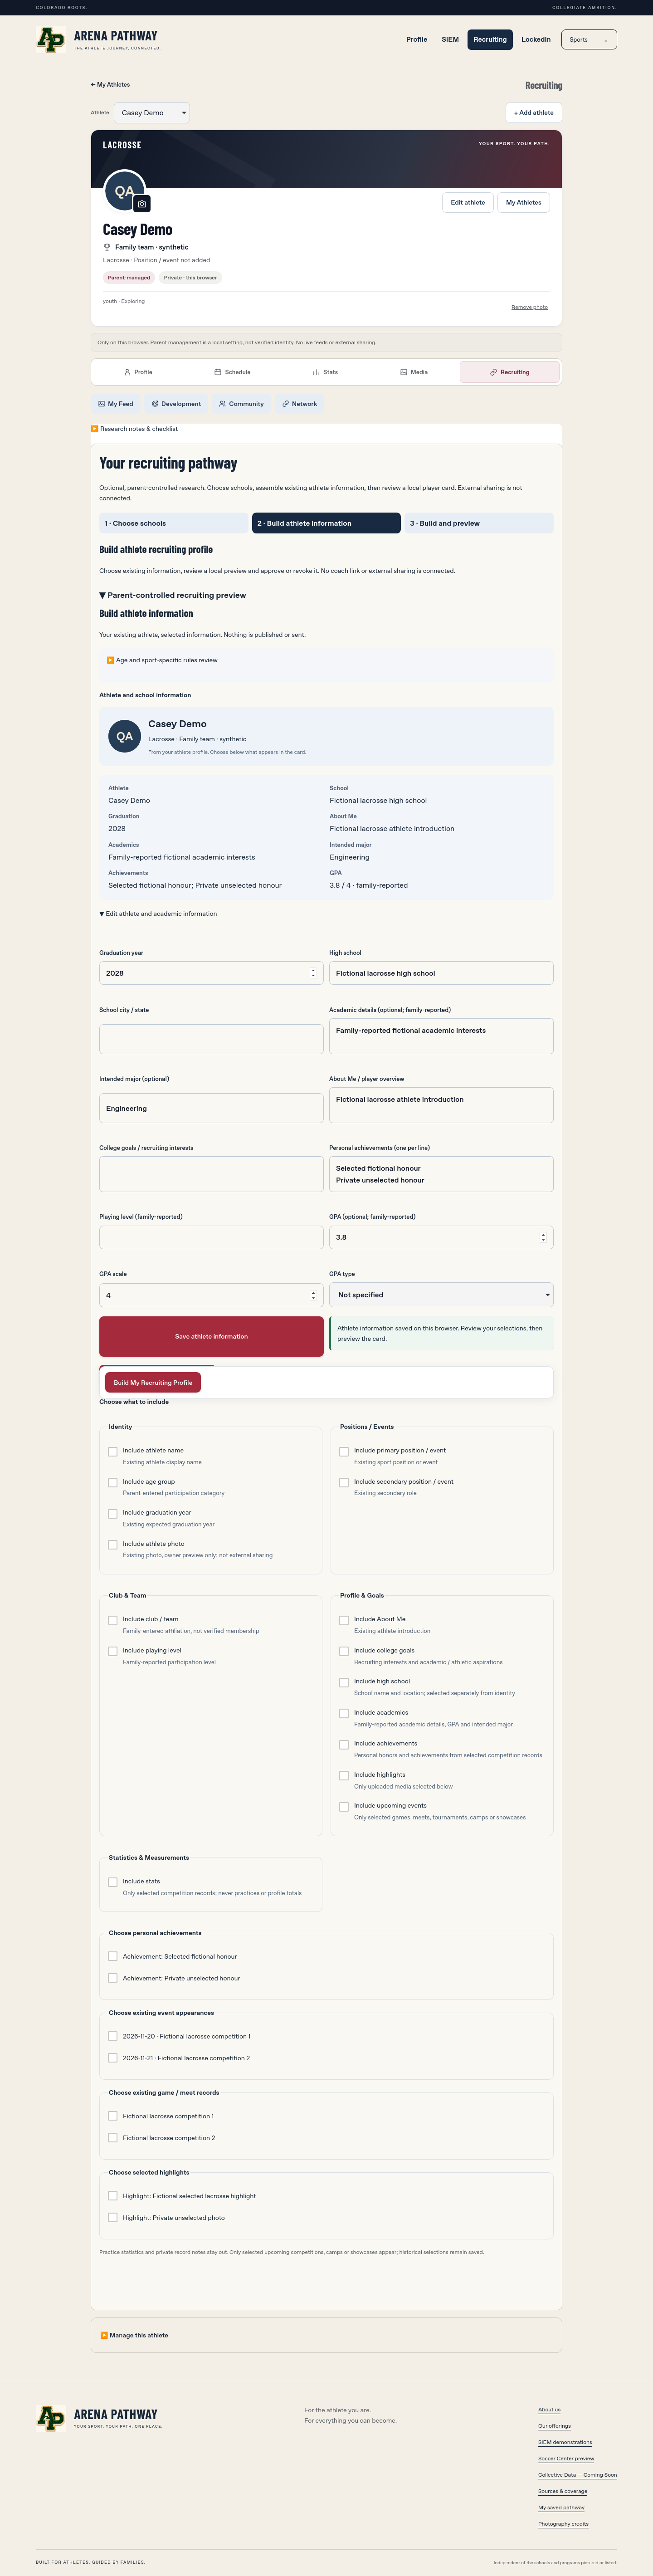 COLORADO ROOTS.
COLLEGIATE AMBITION.
AP
ARENA PATHWAY
THE ATHLETE JOURNEY, CONNECTED.
Profile
SIEM
Recruiting
LockedIn
Sports
← My Athletes
Recruiting
Athlete
Casey Demo
+ Add athlete
LACROSSE
YOUR SPORT. YOUR PATH.
QA
Edit athlete
My Athletes
Casey Demo
Family team · synthetic
Lacrosse · Position / event not added
Parent-managed
Private · this browser
youth · Exploring
Remove photo
Only on this browser. Parent management is a local setting, not verified identity. No live feeds or external sharing.
Profile
Schedule
Stats
Media
Recruiting
My Feed
Development
Community
Network
Research notes & checklist
Your recruiting pathway
Optional, parent-controlled research. Choose schools, assemble existing athlete information, then review a local player card. External sharing is not
connected.
1 · Choose schools
2 · Build athlete information
3 · Build and preview
Build athlete recruiting profile
Choose existing information, review a local preview and approve or revoke it. No coach link or external sharing is connected.
▼ Parent-controlled recruiting preview
Build athlete information
Your existing athlete, selected information. Nothing is published or sent.
Age and sport-specific rules review
Athlete and school information
QA
Casey Demo
Lacrosse · Family team · synthetic
From your athlete profile. Choose below what appears in the card.
Athlete
Casey Demo
School
Fictional lacrosse high school
Graduation
2028
About Me
Fictional lacrosse athlete introduction
Academics
Family-reported fictional academic interests
Intended major
Engineering
Achievements
Selected fictional honour; Private unselected honour
GPA
3.8 / 4 · family-reported
▼ Edit athlete and academic information
Graduation year
2028
High school
Fictional lacrosse high school
School city / state
Academic details (optional; family-reported)
Family-reported fictional academic interests
Intended major (optional)
Engineering
About Me / player overview
Fictional lacrosse athlete introduction
College goals / recruiting interests
Personal achievements (one per line)
Selected fictional honour
Private unselected honour
Playing level (family-reported)
GPA (optional; family-reported)
3.8
GPA scale
4
GPA type
Not specified
Save athlete information
Athlete information saved on this browser. Review your selections, then
preview the card.
Build My Recruiting Profile
Choose what to include
Identity
Include athlete name
Existing athlete display name
Include age group
Parent-entered participation category
Include graduation year
Existing expected graduation year
Include athlete photo
Existing photo, owner preview only; not external sharing
Positions / Events
Include primary position / event
Existing sport position or event
Include secondary position / event
Existing secondary role
Club & Team
Include club / team
Family-entered affiliation, not verified membership
Include playing level
Family-reported participation level
Profile & Goals
Include About Me
Existing athlete introduction
Include college goals
Recruiting interests and academic / athletic aspirations
Include high school
School name and location; selected separately from identity
Include academics
Family-reported academic details, GPA and intended major
Include achievements
Personal honors and achievements from selected competition records
Include highlights
Only uploaded media selected below
Include upcoming events
Only selected games, meets, tournaments, camps or showcases
Statistics & Measurements
Include stats
Only selected competition records; never practices or profile totals
Choose personal achievements
Achievement: Selected fictional honour
Achievement: Private unselected honour
Choose existing event appearances
2026-11-20 · Fictional lacrosse competition 1
2026-11-21 · Fictional lacrosse competition 2
Choose existing game / meet records
Fictional lacrosse competition 1
Fictional lacrosse competition 2
Choose selected highlights
Highlight: Fictional selected lacrosse highlight
Highlight: Private unselected photo
Practice statistics and private record notes stay out. Only selected upcoming competitions, camps or showcases appear; historical selections remain saved.
Manage this athlete
AP
ARENA PATHWAY
YOUR SPORT. YOUR PATH. ONE PLACE.
For the athlete you are.
For everything you can become.
About us
Our offerings
SIEM demonstrations
Soccer Center preview
Collective Data — Coming Soon
Sources & coverage
My saved pathway
Photography credits
BUILT FOR ATHLETES. GUIDED BY FAMILIES.
Independent of the schools and programs pictured or listed.